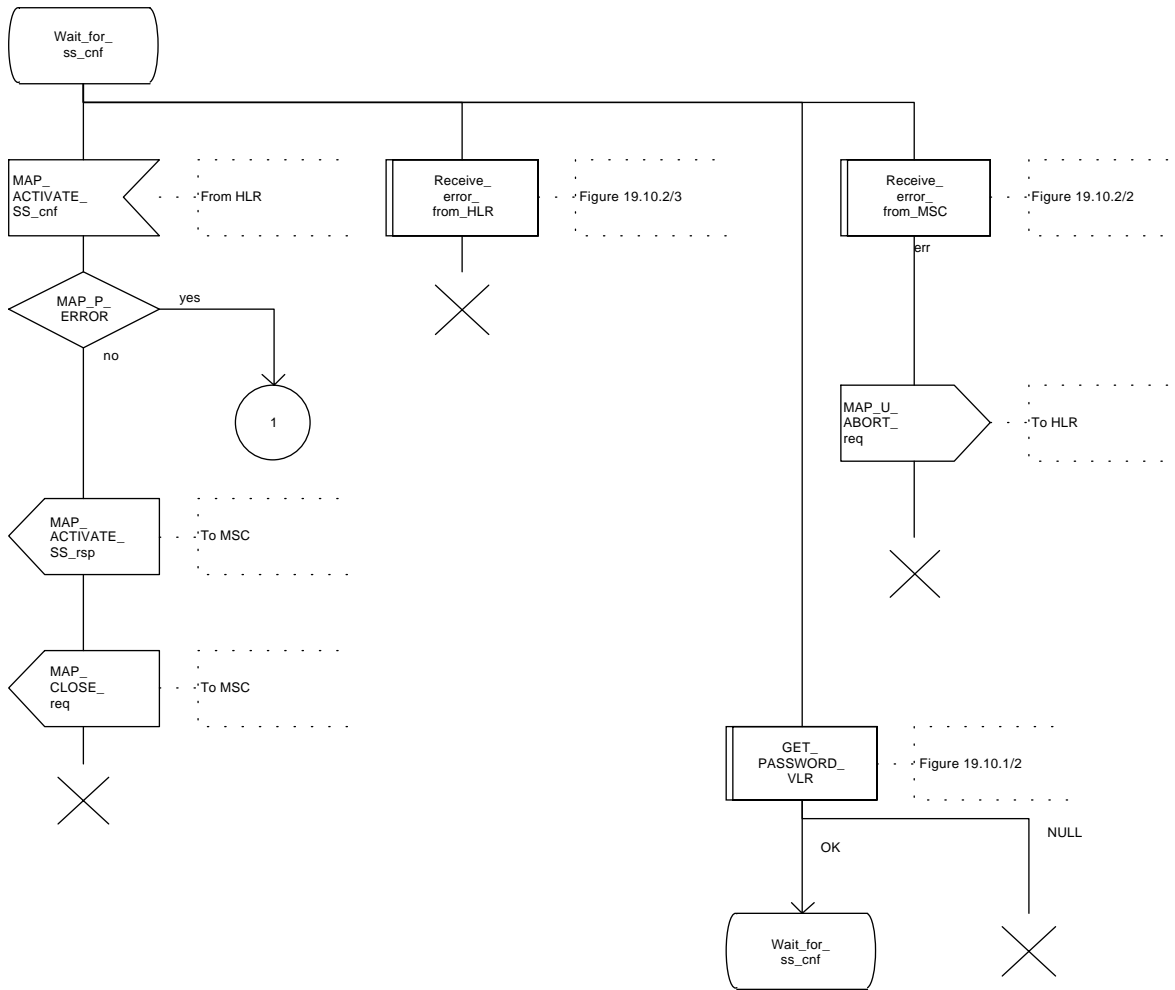 Wait_for_
ss_cnf
MAP_
ACTIVATE_
SS_cnf
From HLR
Receive_
error_
from_HLR
Figure 19.10.2/3
Receive_
error_
from_MSC
Figure 19.10.2/2
err
MAP_P_
ERROR
yes
no
1
MAP_U_
ABORT_
req
To HLR
MAP_
ACTIVATE_
SS_rsp
To MSC
MAP_
CLOSE_
req
To MSC
GET_
PASSWORD_
VLR
Figure 19.10.1/2
OK
NULL
Wait_for_
ss_cnf